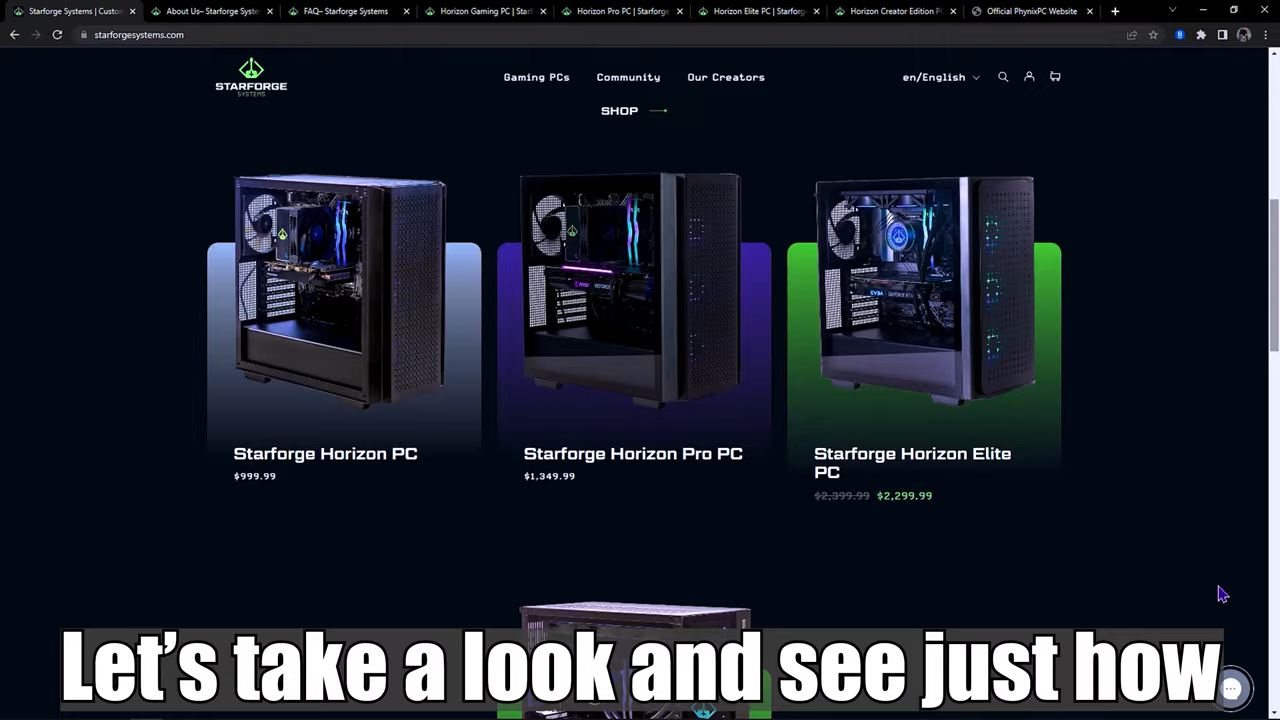 Starforge Systems | Custo
About Us– Starforge Syste
FAQ– Starforge Systems
Horizon Gaming PC | Starf
Horizon Pro PC | Starforge
Horizon Elite PC | Starforg
Horizon Creator Edition PC
Official PhynixPC Website
starforgesystems.com
STARFORGE
SYSTEMS
Gaming PCs
Community
Our Creators
en/English
SHOP
Starforge Horizon PC
$999.99
Starforge Horizon Pro PC
$1,349.99
Starforge Horizon Elite
PC
$2,399.99 $2,299.99
Let's take a look and see just how